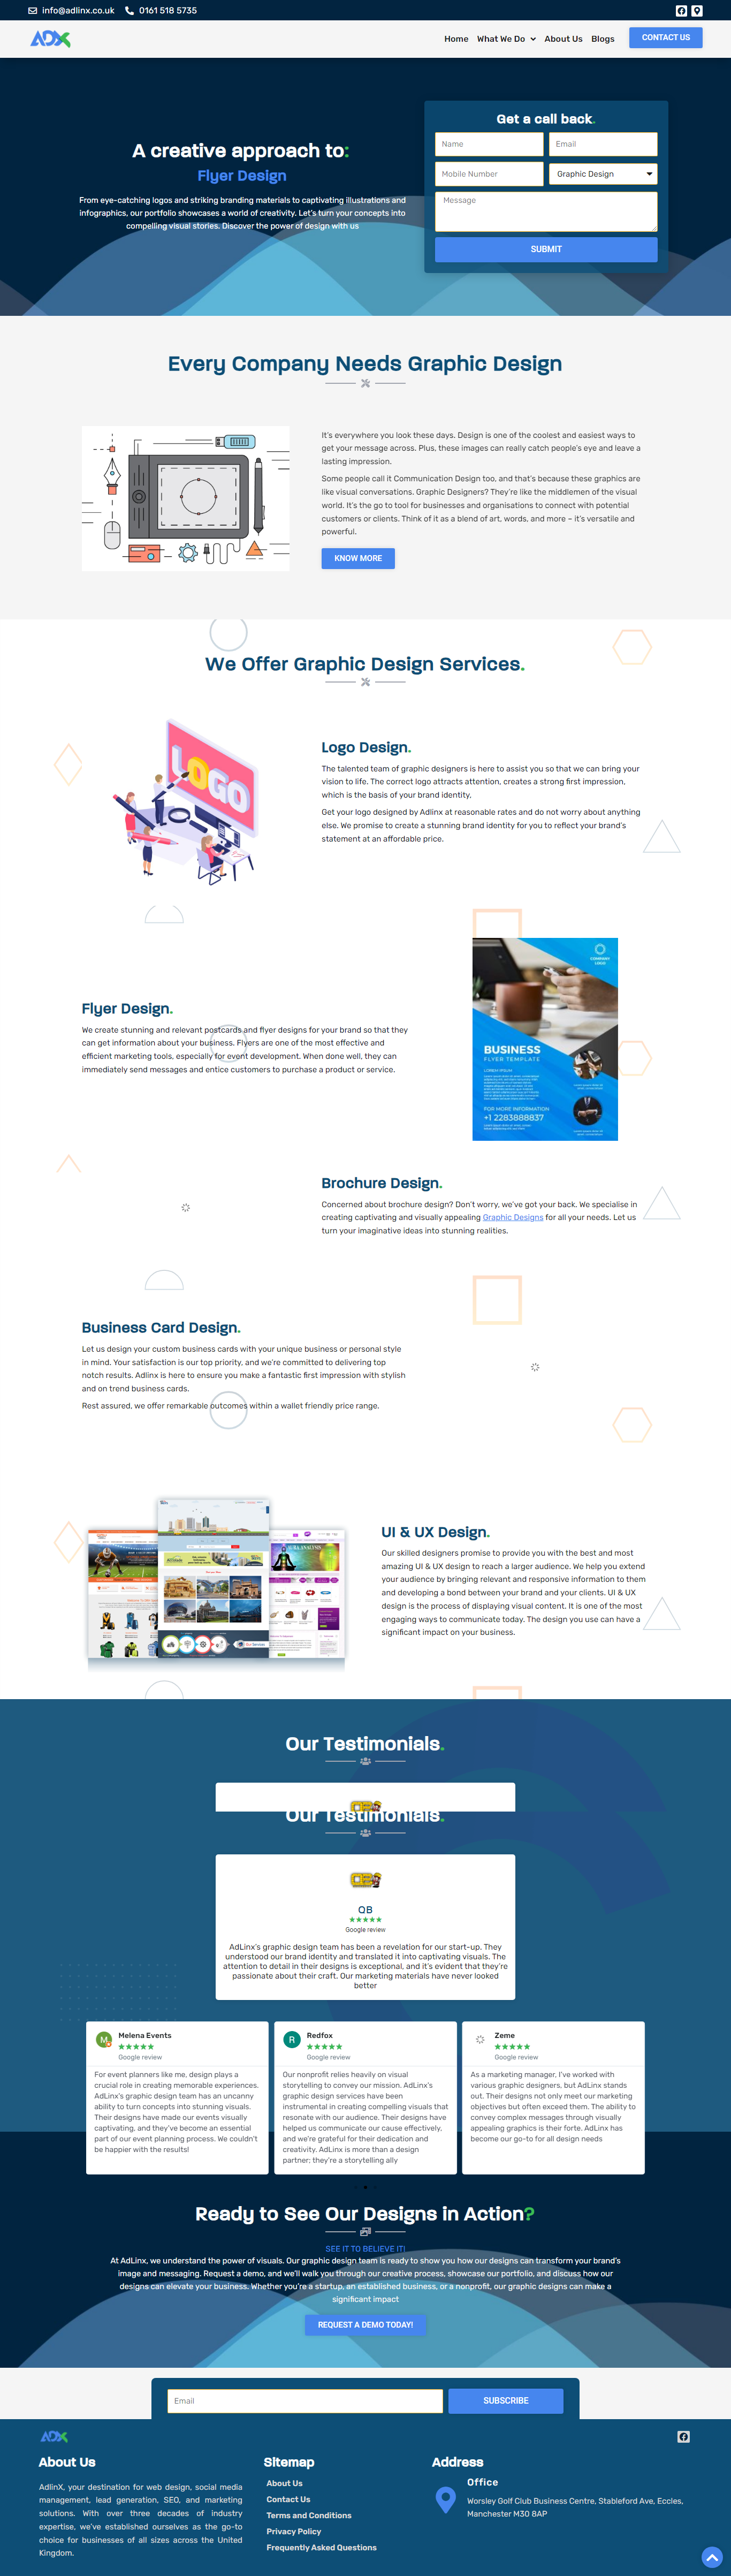 info@adlinx.co.uk 0161 518 5735
ADX
Home What We Do About Us Blogs CONTACT US
Get a call back.
Name Email
A creative approach to:
Flyer Design
Mobile Number Graphic Design
From eye-catching logos and striking branding materials to captivating illustrations and
infographics, our portfolio showcases a world of creativity. Let's turn your concepts into
compelling visual stories. Discover the power of design with us
Message
SUBMIT
Every Company Needs Graphic Design
It's everywhere you look these days. Design is one of the coolest and easiest ways to
get your message across. Plus, these images can really catch people's eye and leave a
lasting impression.
Some people call it Communication Design too, and that's because these graphics are
like visual conversations. Graphic Designers? They're like the middlemen of the visual
world. It's the go to tool for businesses and organisations to connect with potential
customers or clients. Think of it as a blend of art, words, and more – it's versatile and
powerful.
KNOW MORE
We Offer Graphic Design Services.
LOGO
Logo Design.
The talented team of graphic designers is here to assist you so that we can bring your
vision to life. The correct logo attracts attention, creates a strong first impression,
which is the basis of your brand identity,
Get your logo designed by Adlinx at reasonable rates and do not worry about anything
else. We promise to create a stunning brand identity for you to reflect your brand's
statement at an affordable price.
COMPANY
LOGO
Flyer Design.
We create stunning and relevant postcards and flyer designs for your brand so that they
can get information about your business. Flyers are one of the most effective and
efficient marketing tools, especially for event development. When done well, they can
immediately send messages and entice customers to purchase a product or service.
BUSINESS
FLYER TEMPLATE
LOREM IPSUM
FOR MORE INFORMATION
+1 2283888837
Brochure Design.
Concerned about brochure design? Don't worry, we've got your back. We specialise in
creating captivating and visually appealing Graphic Designs for all your needs. Let us
turn your imaginative ideas into stunning realities.
Business Card Design.
Let us design your custom business cards with your unique business or personal style
in mind. Your satisfaction is our top priority, and we're committed to delivering top
notch results. Adlinx is here to ensure you make a fantastic first impression with stylish
and on trend business cards.
Rest assured, we offer remarkable outcomes within a wallet friendly price range.
UI & UX Design.
Our skilled designers promise to provide you with the best and most
amazing UI & UX design to reach a larger audience. We help you extend
your audience by bringing relevant and responsive information to them
and developing a bond between your brand and your clients. UI & UX
design is the process of displaying visual content. It is one of the most
engaging ways to communicate today. The design you use can have a
significant impact on your business.
Our Testimonials.
Our Testimonials.
QB
Google review
AdLinx's graphic design team has been a revelation for our start-up. They
understood our brand identity and translated it into captivating visuals. The
attention to detail in their designs is exceptional, and it's evident that they're
passionate about their craft. Our marketing materials have never looked
better
M Melena Events
Google review
For event planners like me, design plays a
crucial role in creating memorable experiences.
AdLinx's graphic design team has an uncanny
ability to turn concepts into stunning visuals.
Their designs have made our events visually
captivating, and they've become an essential
part of our event planning process. We couldn't
be happier with the results!
R Redfox
Google review
Our nonprofit relies heavily on visual
storytelling to convey our mission. AdLinx's
graphic design services have been
instrumental in creating compelling visuals that
resonate with our audience. Their designs have
helped us communicate our cause effectively,
and we're grateful for their dedication and
creativity. AdLinx is more than a design
partner; they're a storytelling ally
Zeme
Google review
As a marketing manager, I've worked with
various graphic designers, but AdLinx stands
out. Their designs not only meet our marketing
objectives but often exceed them. The ability to
convey complex messages through visually
appealing graphics is their forte. AdLinx has
become our go-to for all design needs
Ready to See Our Designs in Action?
SEE IT TO BELIEVE IT!
At AdLinx, we understand the power of visuals. Our graphic design team is ready to show you how our designs can transform your brand's
image and messaging. Request a demo, and we'll walk you through our creative process, showcase our portfolio, and discuss how our
designs can elevate your business. Whether you're a startup, an established business, or a nonprofit, our graphic designs can make a
significant impact
REQUEST A DEMO TODAY!
Email SUBSCRIBE
ADX
About Us
AdlinX, your destination for web design, social media
management, lead generation, SEO, and marketing
solutions. With over three decades of industry
expertise, we've established ourselves as the go-to
choice for businesses of all sizes across the United
Kingdom.
Sitemap
About Us
Contact Us
Terms and Conditions
Privacy Policy
Frequently Asked Questions
Address
Office
Worsley Golf Club Business Centre, Stableford Ave, Eccles,
Manchester M30 8AP